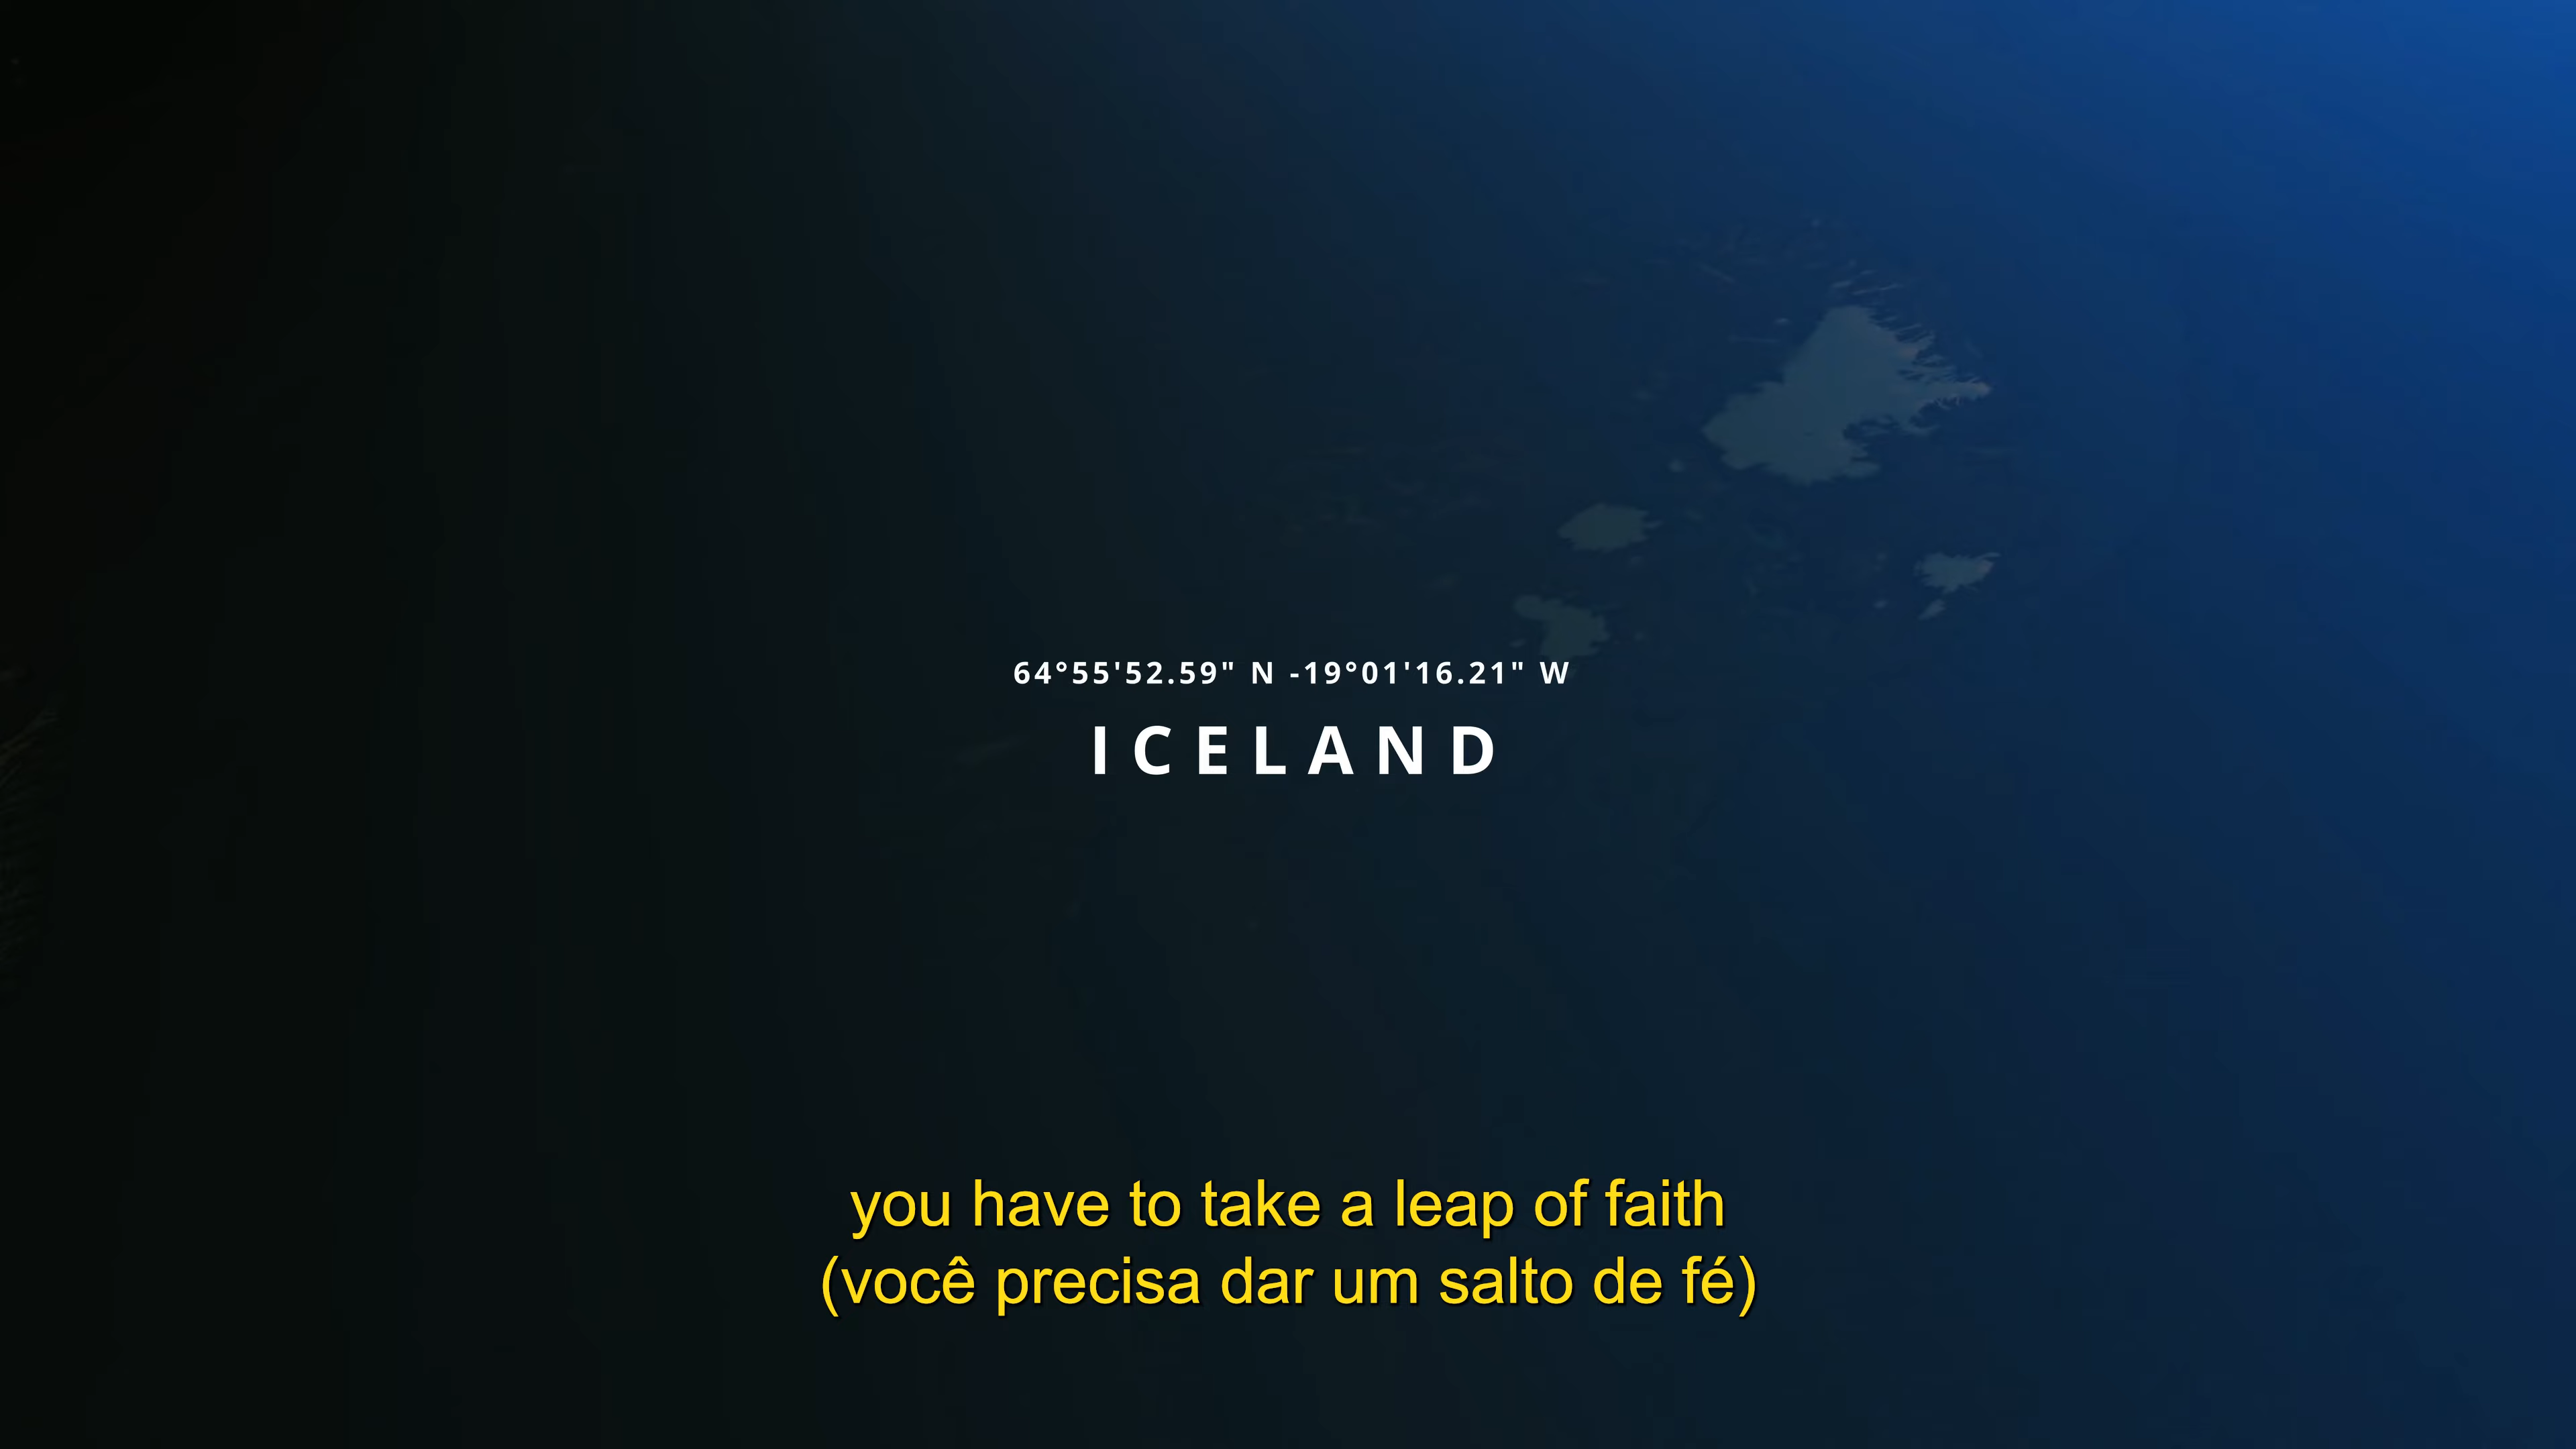 64°55'52.59" N -19°01'16.21" W
ICELAND
you have to take a leap of faith
(você precisa dar um salto de fé)